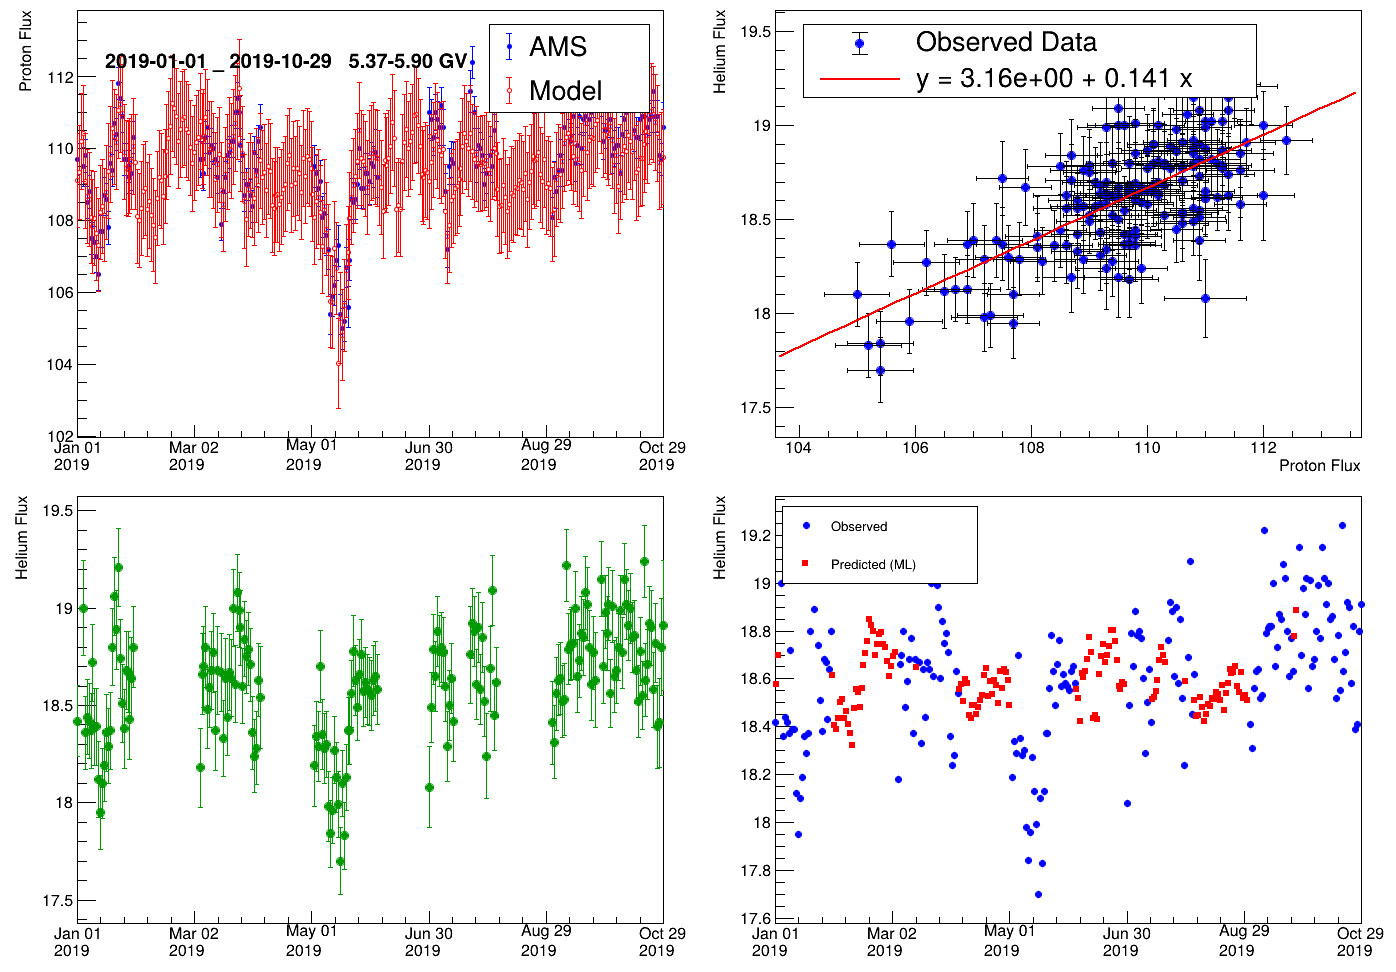 Proton Flux
2019-01-01 _ 2019-10-29 5.37-5.90 GV
AMS
Model
112
110
108
106
104
102
Jan 01
2019
Mar 02
2019
May 01
2019
Jun 30
2019
Aug 29
2019
Oct 29
2019
Helium Flux
Observed Data
y = 3.16e+00 + 0.141 x
19.5
19
18.5
18
17.5
104
106
108
110
112
Proton Flux
Helium Flux
19.5
19
18.5
18
17.5
Jan 01
2019
Mar 02
2019
May 01
2019
Jun 30
2019
Aug 29
2019
Oct 29
2019
Helium Flux
Observed
Predicted (ML)
19.2
19
18.8
18.6
18.4
18.2
18
17.8
17.6
Jan 01
2019
Mar 02
2019
May 01
2019
Jun 30
2019
Aug 29
2019
Oct 29
2019